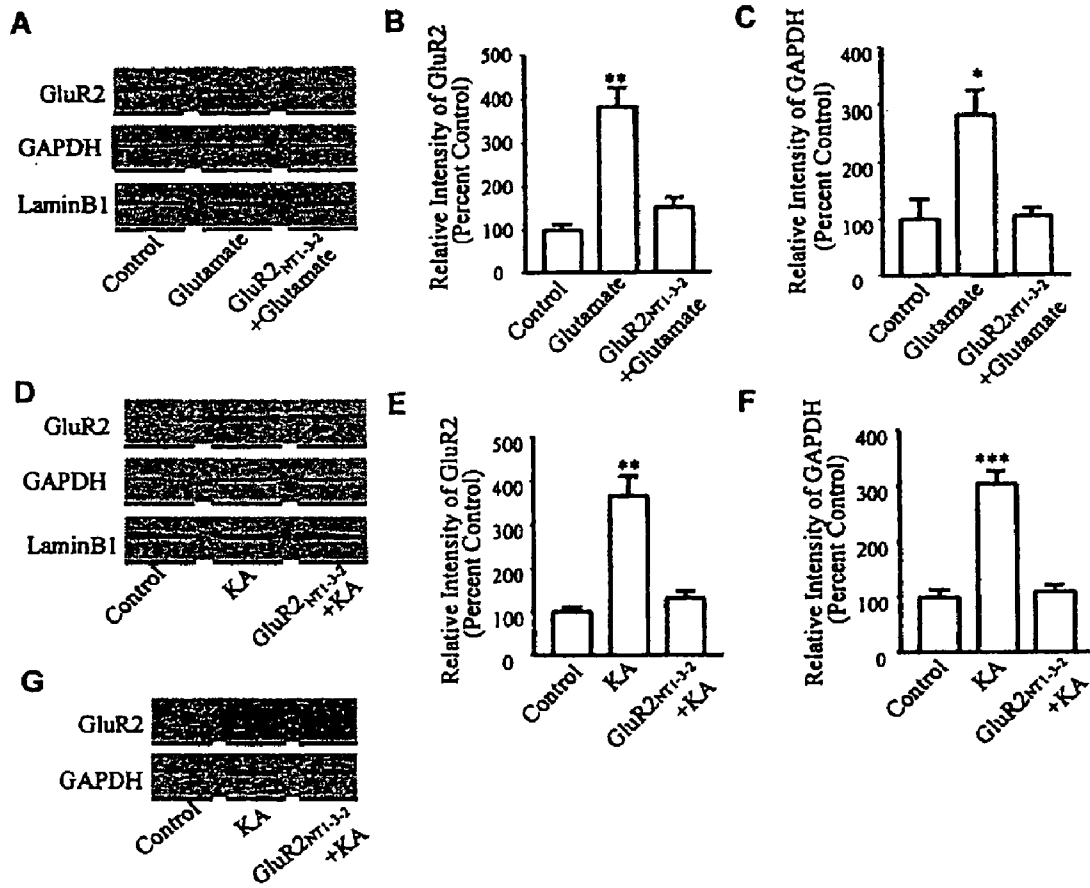 A
GluR2
GAPDH
LaminB1
Control
Glutamate
GluR2NT1-3-2
+Glutamate
B
Relative Intensity of GluR2
(Percent Control)
500
400
300
200
100
0
**
Control
Glutamate
GluR2NT1-3-2
+Glutamate
C
Relative Intensity of GAPDH
(Percent Control)
400
300
200
100
0
*
Control
Glutamate
GluR2NT1-3-2
+Glutamate
D
GluR2
GAPDH
LaminB1
Control
KA
GluR2NT1-3-2
+KA
E
Relative Intensity of GluR2
(Percent Control)
500
400
300
200
100
0
**
Control
KA
GluR2NT1-3-2
+KA
F
Relative Intensity of GAPDH
(Percent Control)
400
300
200
100
0
***
Control
KA
GluR2NT1-3-2
+KA
G
GluR2
GAPDH
Control
KA
GluR2NT1-3-2
+KA